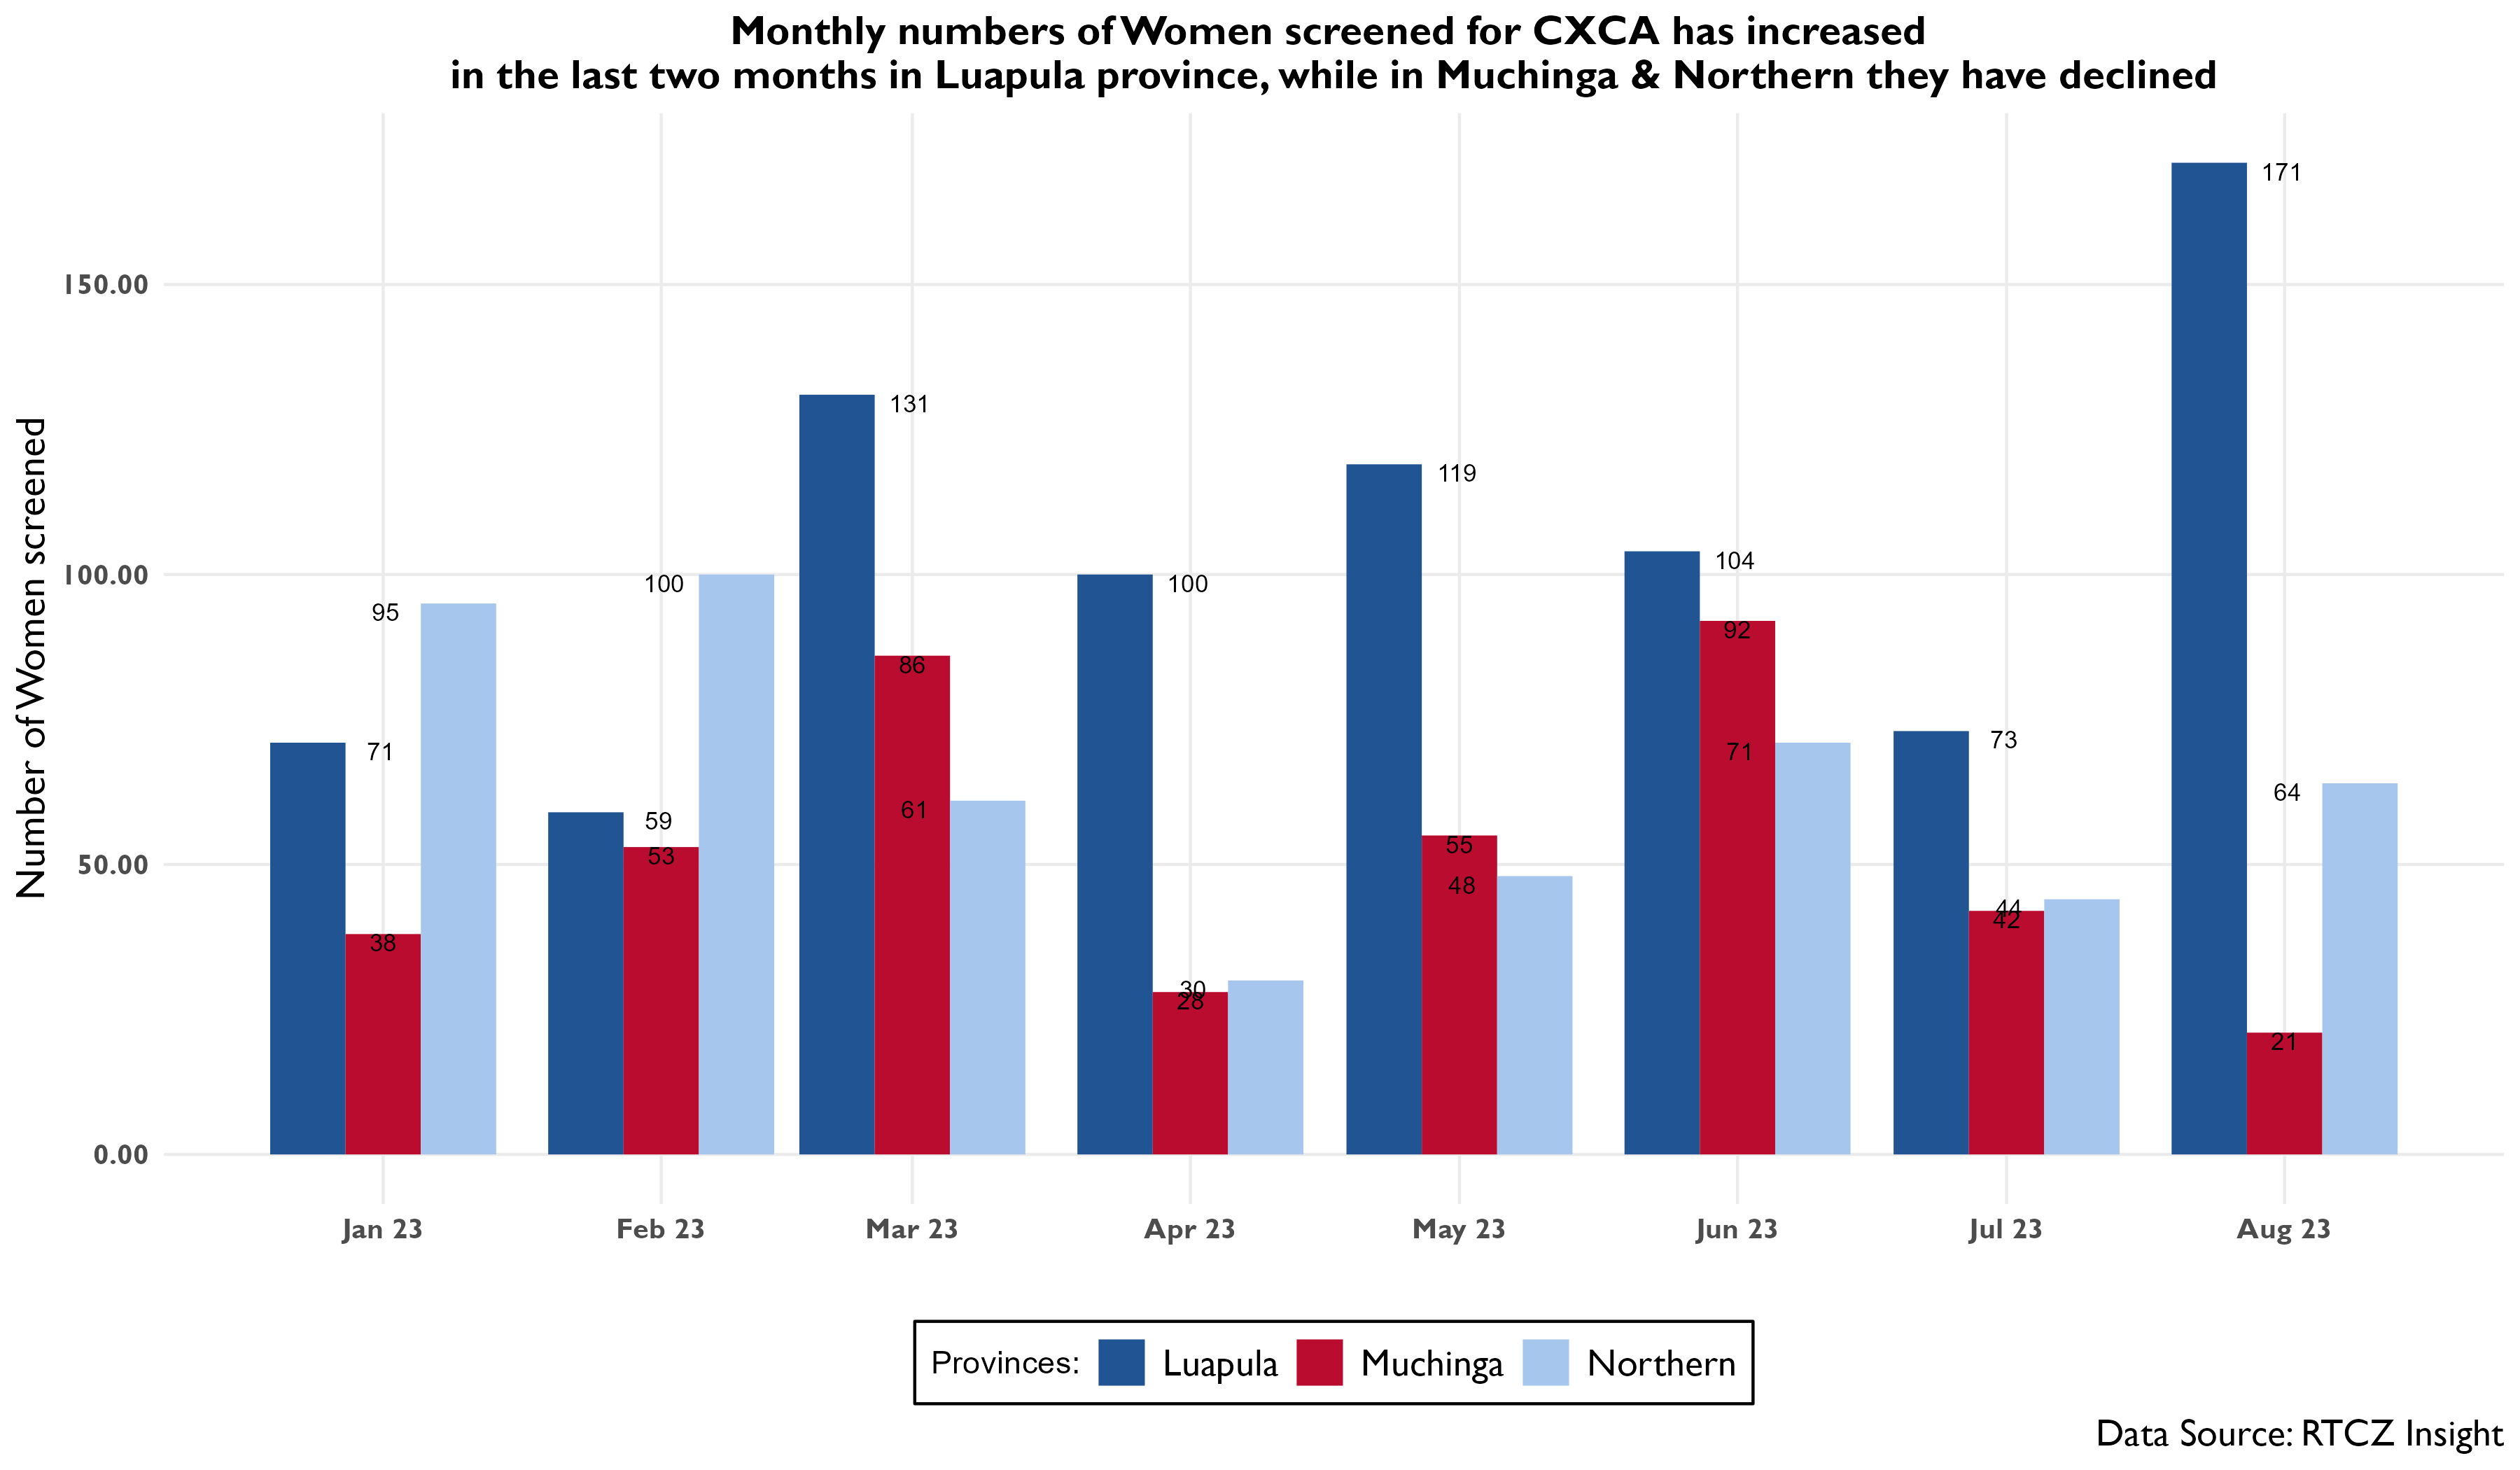 Monthly numbers of Women screened for CXCA has increased
in the last two months in Luapula province, while in Muchinga & Northern they have declined
Number of Women screened
150.00
100.00
50.00
0.00
71
38
95
59
53
100
131
86
61
100
28
30
119
55
48
104
92
71
73
42
44
171
21
64
Jan 23
Feb 23
Mar 23
Apr 23
May 23
Jun 23
Jul 23
Aug 23
Provinces: Luapula Muchinga Northern
Data Source: RTCZ Insight